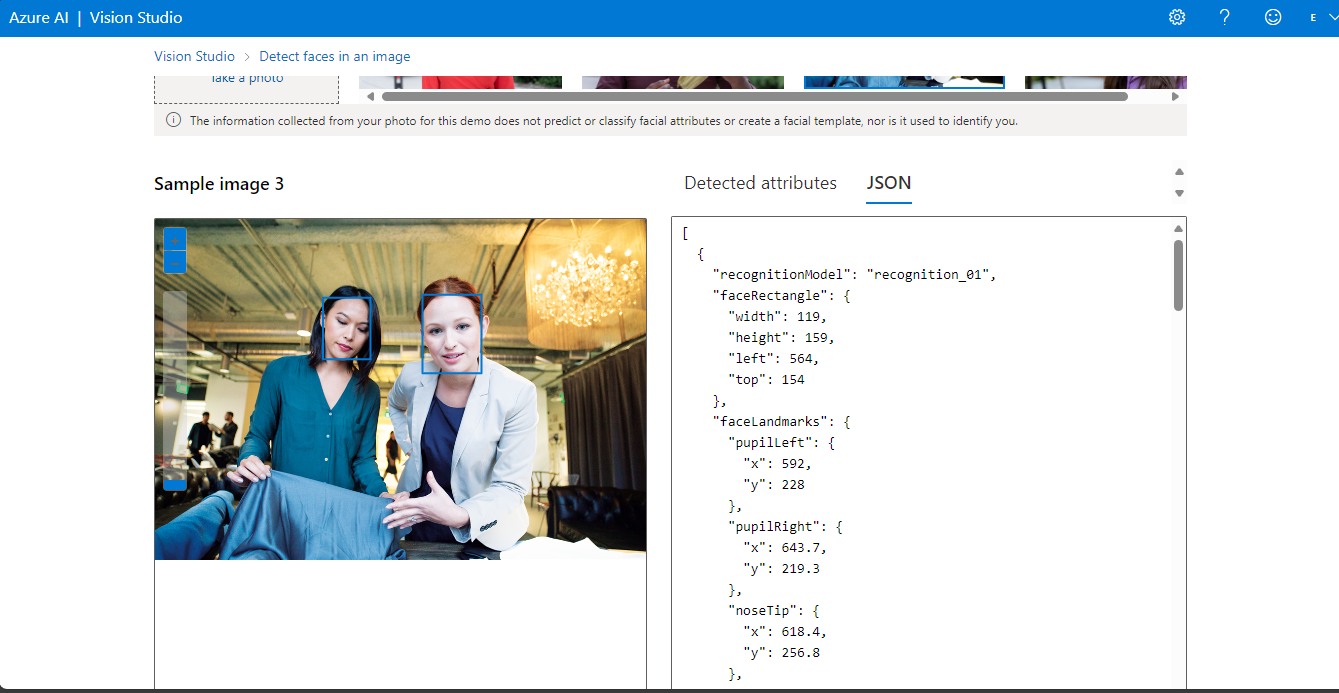 Azure AI | Vision Studio
E
Vision Studio > Detect faces in an image
Take a photo
The information collected from your photo for this demo does not predict or classify facial attributes or create a facial template, nor is it used to identify you.
Sample image 3
Detected attributes
JSON
[
{
"recognitionModel": "recognition_01",
"faceRectangle": {
"width": 119,
"height": 159,
"left": 564,
"top": 154
},
"faceLandmarks": {
"pupilLeft": {
"x": 592,
"y": 228
},
"pupilRight": {
"x": 643.7,
"y": 219.3
},
"noseTip": {
"x": 618.4,
"y": 256.8
},